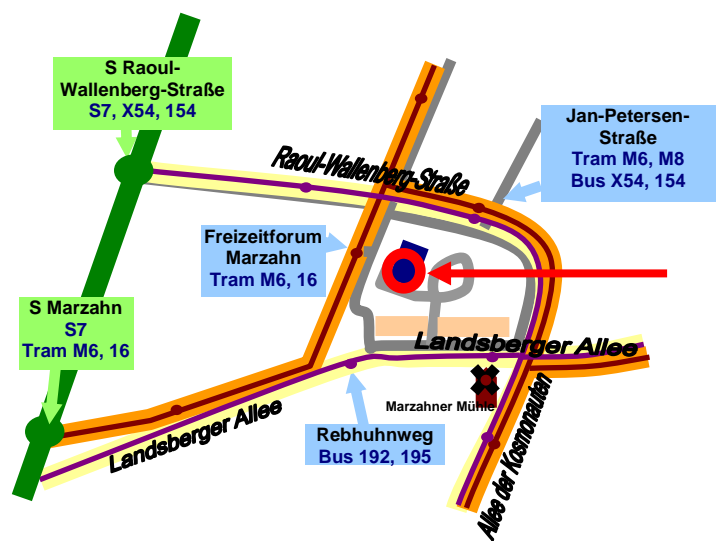 S Raoul-
Wallenberg-Straße
S7, X54, 154
Jan-Petersen-
Straße
Tram M6, M8
Bus X54, 154
Raoul-Wallenberg-Straße
Freizeitforum
Marzahn
Tram M6, 16
S Marzahn
S7
Tram M6, 16
Landsberger Allee
Marzahner Mühle
Landsberger Allee
Rebhuhnweg
Bus 192, 195
Allee der Kosmonauten